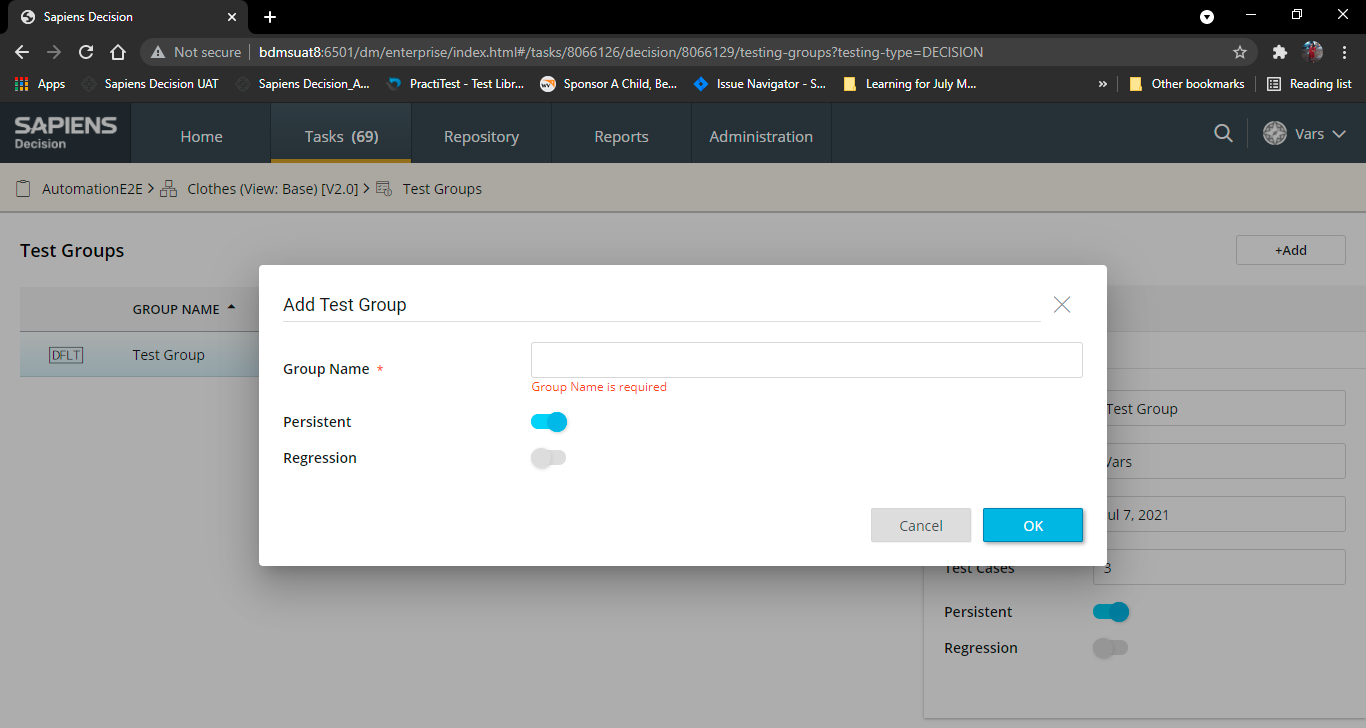 Sapiens Decision
Not secure
bdmsuat8:6501/dm/enterprise/index.html#/tasks/8066126/decision/8066129/testing-groups?testing-type=DECISION
Apps
Sapiens Decision UAT
Sapiens Decision_A...
PractiTest - Test Libr...
Sponsor A Child, Be...
Issue Navigator - S...
Learning for July M...
»
Other bookmarks
Reading list
SAPIENS
Decision
Home
Tasks (69)
Repository
Reports
Administration
Vars
AutomationE2E
Clothes (View: Base) [V2.0]
Test Groups
Test Groups
+Add
GROUP NAME
DFLT
Test Group
Add Test Group
Group Name *
Group Name is required
Persistent
Regression
Cancel
OK
Test Group
Vars
ul 7, 2021
Test Cases
3
Persistent
Regression